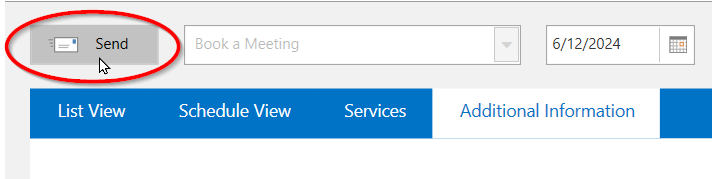 Send Book a Meeting 6/12/2024
List View Schedule View Services Additional Information